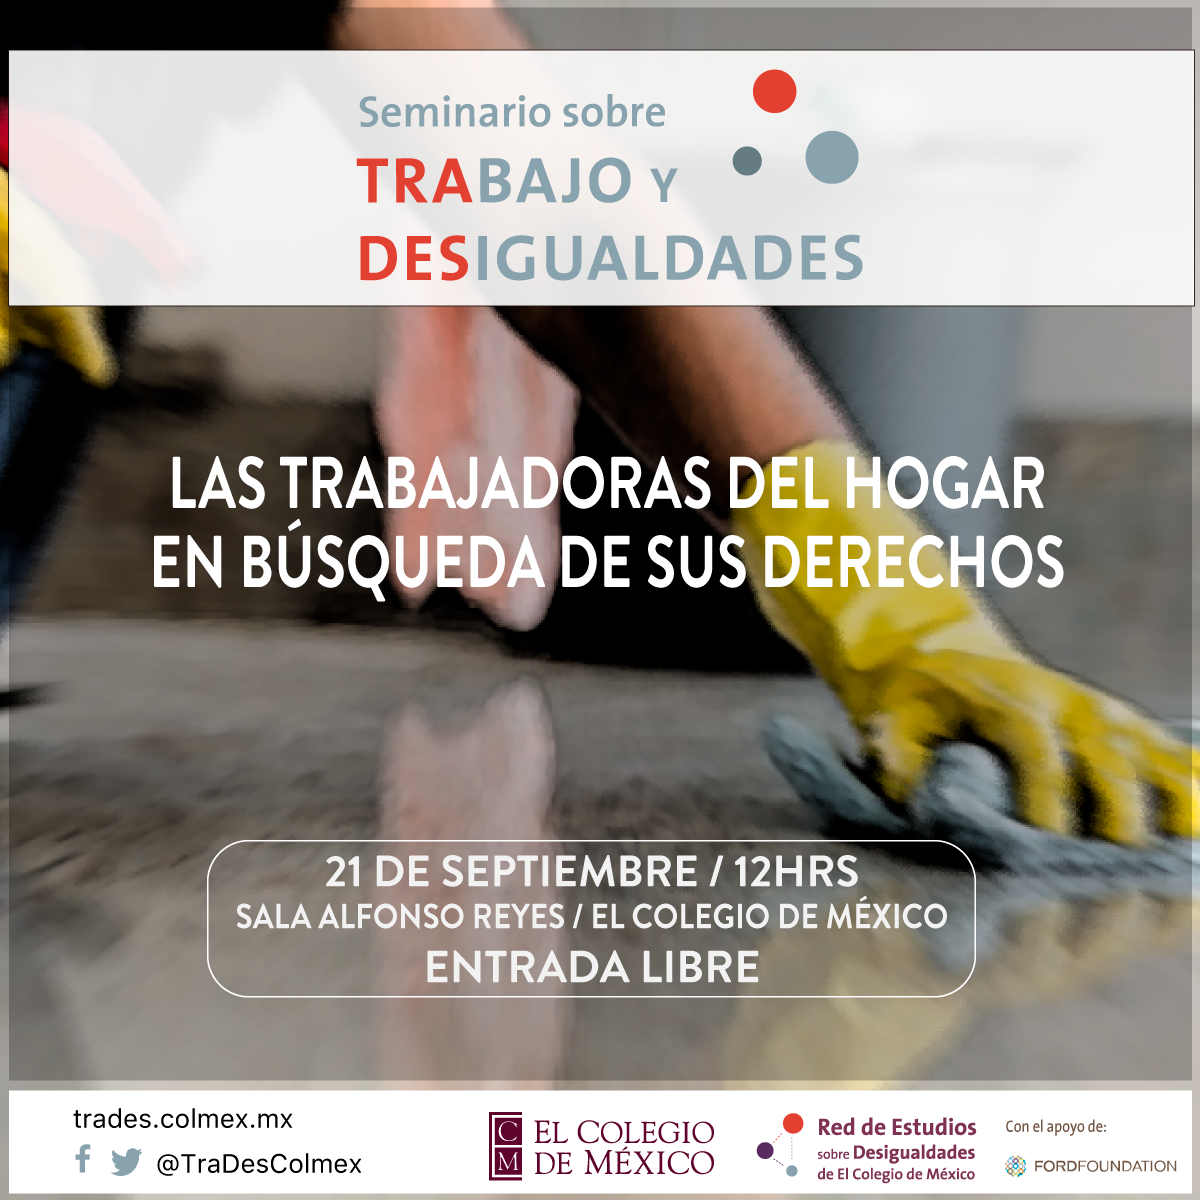 Seminario sobre
TRABAJO Y
DESIGUALDADES
LAS TRABAJADORAS DEL HOGAR
EN BÚSQUEDA DE SUS DERECHOS
21 DE SEPTIEMBRE / 12HRS
SALA ALFONSO REYES / EL COLEGIO DE MÉXICO
ENTRADA LIBRE
trades.colmex.mx
@TraDesColmex
CM
EL COLEGIO
DE MÉXICO
Red de Estudios
sobre Desigualdades
de El Colegio de México
Con el apoyo de:
FORDFOUNDATION